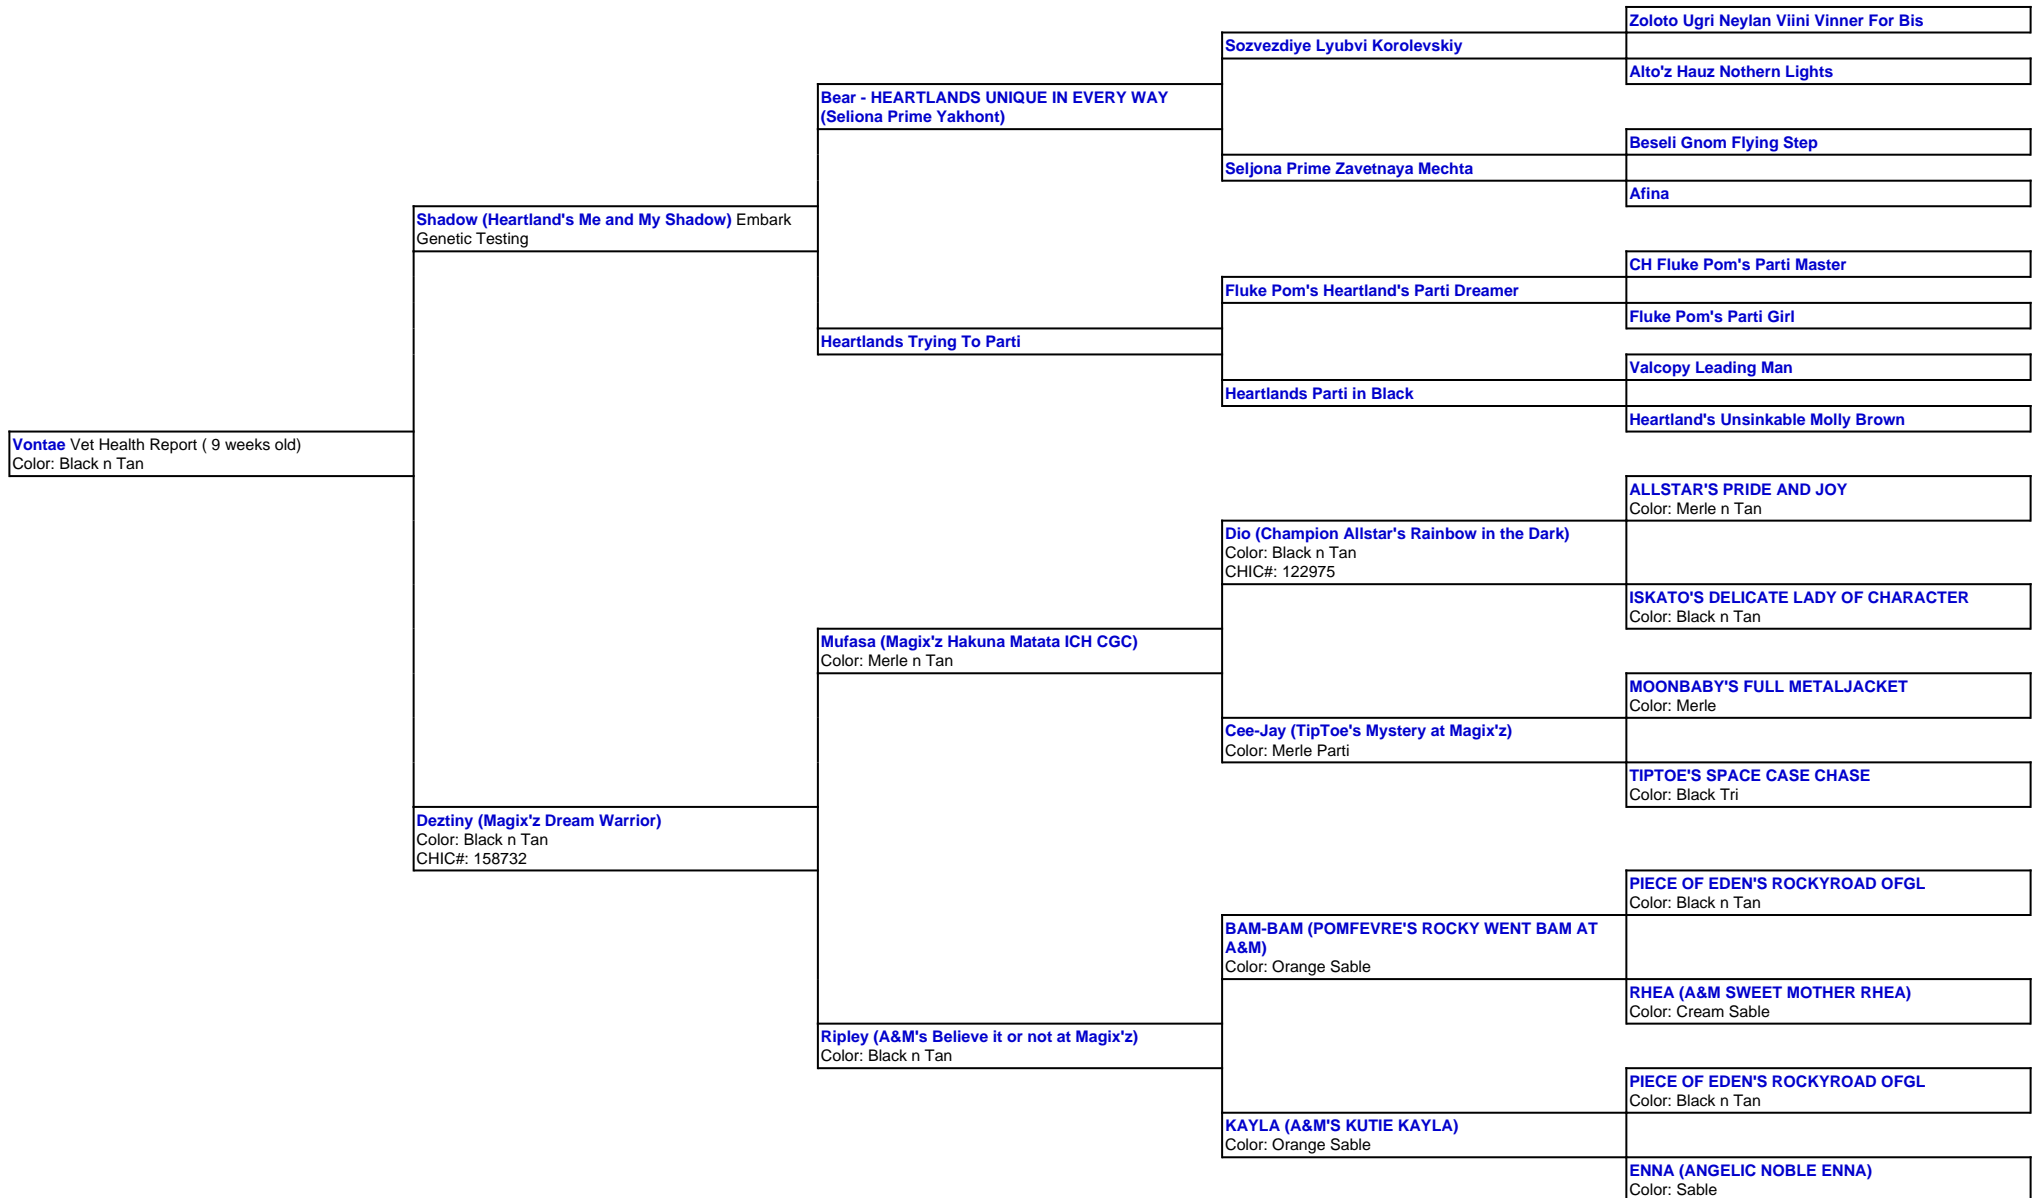 Zoloto Ugri Neylan Viini Vinner For Bis
Sozvezdiye Lyubvi Korolevskiy
Alto'z Hauz Nothern Lights
Bear - HEARTLANDS UNIQUE IN EVERY WAY
(Seliona Prime Yakhont)
Beseli Gnom Flying Step
Seljona Prime Zavetnaya Mechta
Afina
Shadow (Heartland's Me and My Shadow) Embark
Genetic Testing
CH Fluke Pom's Parti Master
Fluke Pom's Heartland's Parti Dreamer
Fluke Pom's Parti Girl
Heartlands Trying To Parti
Valcopy Leading Man
Heartlands Parti in Black
Heartland's Unsinkable Molly Brown
Vontae Vet Health Report ( 9 weeks old)
Color: Black n Tan
ALLSTAR'S PRIDE AND JOY
Color: Merle n Tan
Dio (Champion Allstar's Rainbow in the Dark)
Color: Black n Tan
CHIC#: 122975
ISKATO'S DELICATE LADY OF CHARACTER
Color: Black n Tan
Mufasa (Magix'z Hakuna Matata ICH CGC)
Color: Merle n Tan
MOONBABY'S FULL METALJACKET
Color: Merle
Cee-Jay (TipToe's Mystery at Magix'z)
Color: Merle Parti
TIPTOE'S SPACE CASE CHASE
Color: Black Tri
Deztiny (Magix'z Dream Warrior)
Color: Black n Tan
CHIC#: 158732
PIECE OF EDEN'S ROCKYROAD OFGL
Color: Black n Tan
BAM-BAM (POMFEVRE'S ROCKY WENT BAM AT
A&M)
Color: Orange Sable
RHEA (A&M SWEET MOTHER RHEA)
Color: Cream Sable
Ripley (A&M's Believe it or not at Magix'z)
Color: Black n Tan
PIECE OF EDEN'S ROCKYROAD OFGL
Color: Black n Tan
KAYLA (A&M'S KUTIE KAYLA)
Color: Orange Sable
ENNA (ANGELIC NOBLE ENNA)
Color: Sable